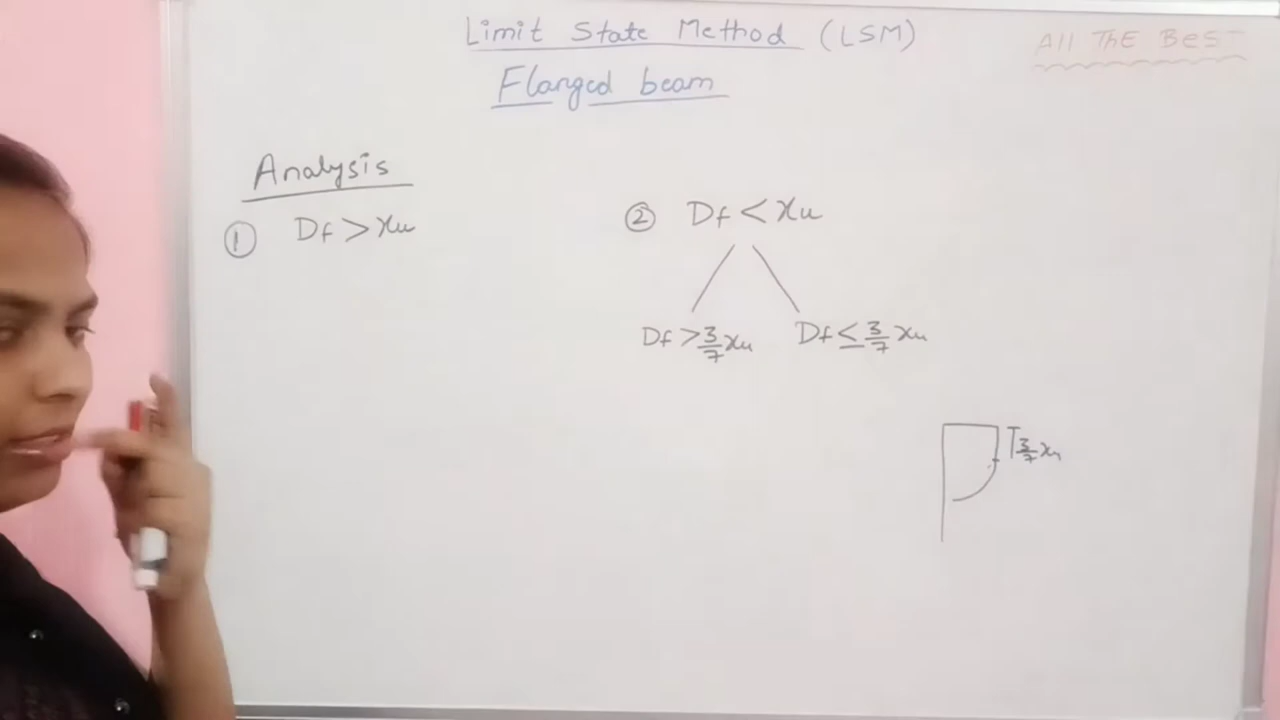 Limit State Method (LSM)
All THE BEST
Flanged beam
Analysis
① Df > xu
② Df < xu
Df > 3/7 xu
Df ≤ 3/7 xu
3/7 xu